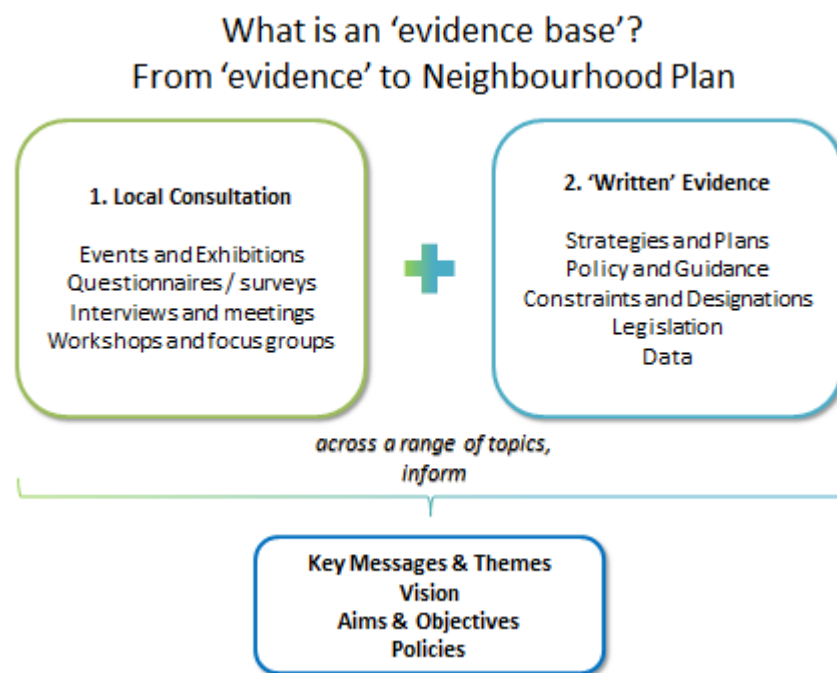 What is an ‘evidence base’?
From ‘evidence’ to Neighbourhood Plan
1. Local Consultation
Events and Exhibitions
Questionnaires / surveys
Interviews and meetings
Workshops and focus groups
2. ‘Written’ Evidence
Strategies and Plans
Policy and Guidance
Constraints and Designations
Legislation
Data
across a range of topics,
inform
Key Messages & Themes
Vision
Aims & Objectives
Policies